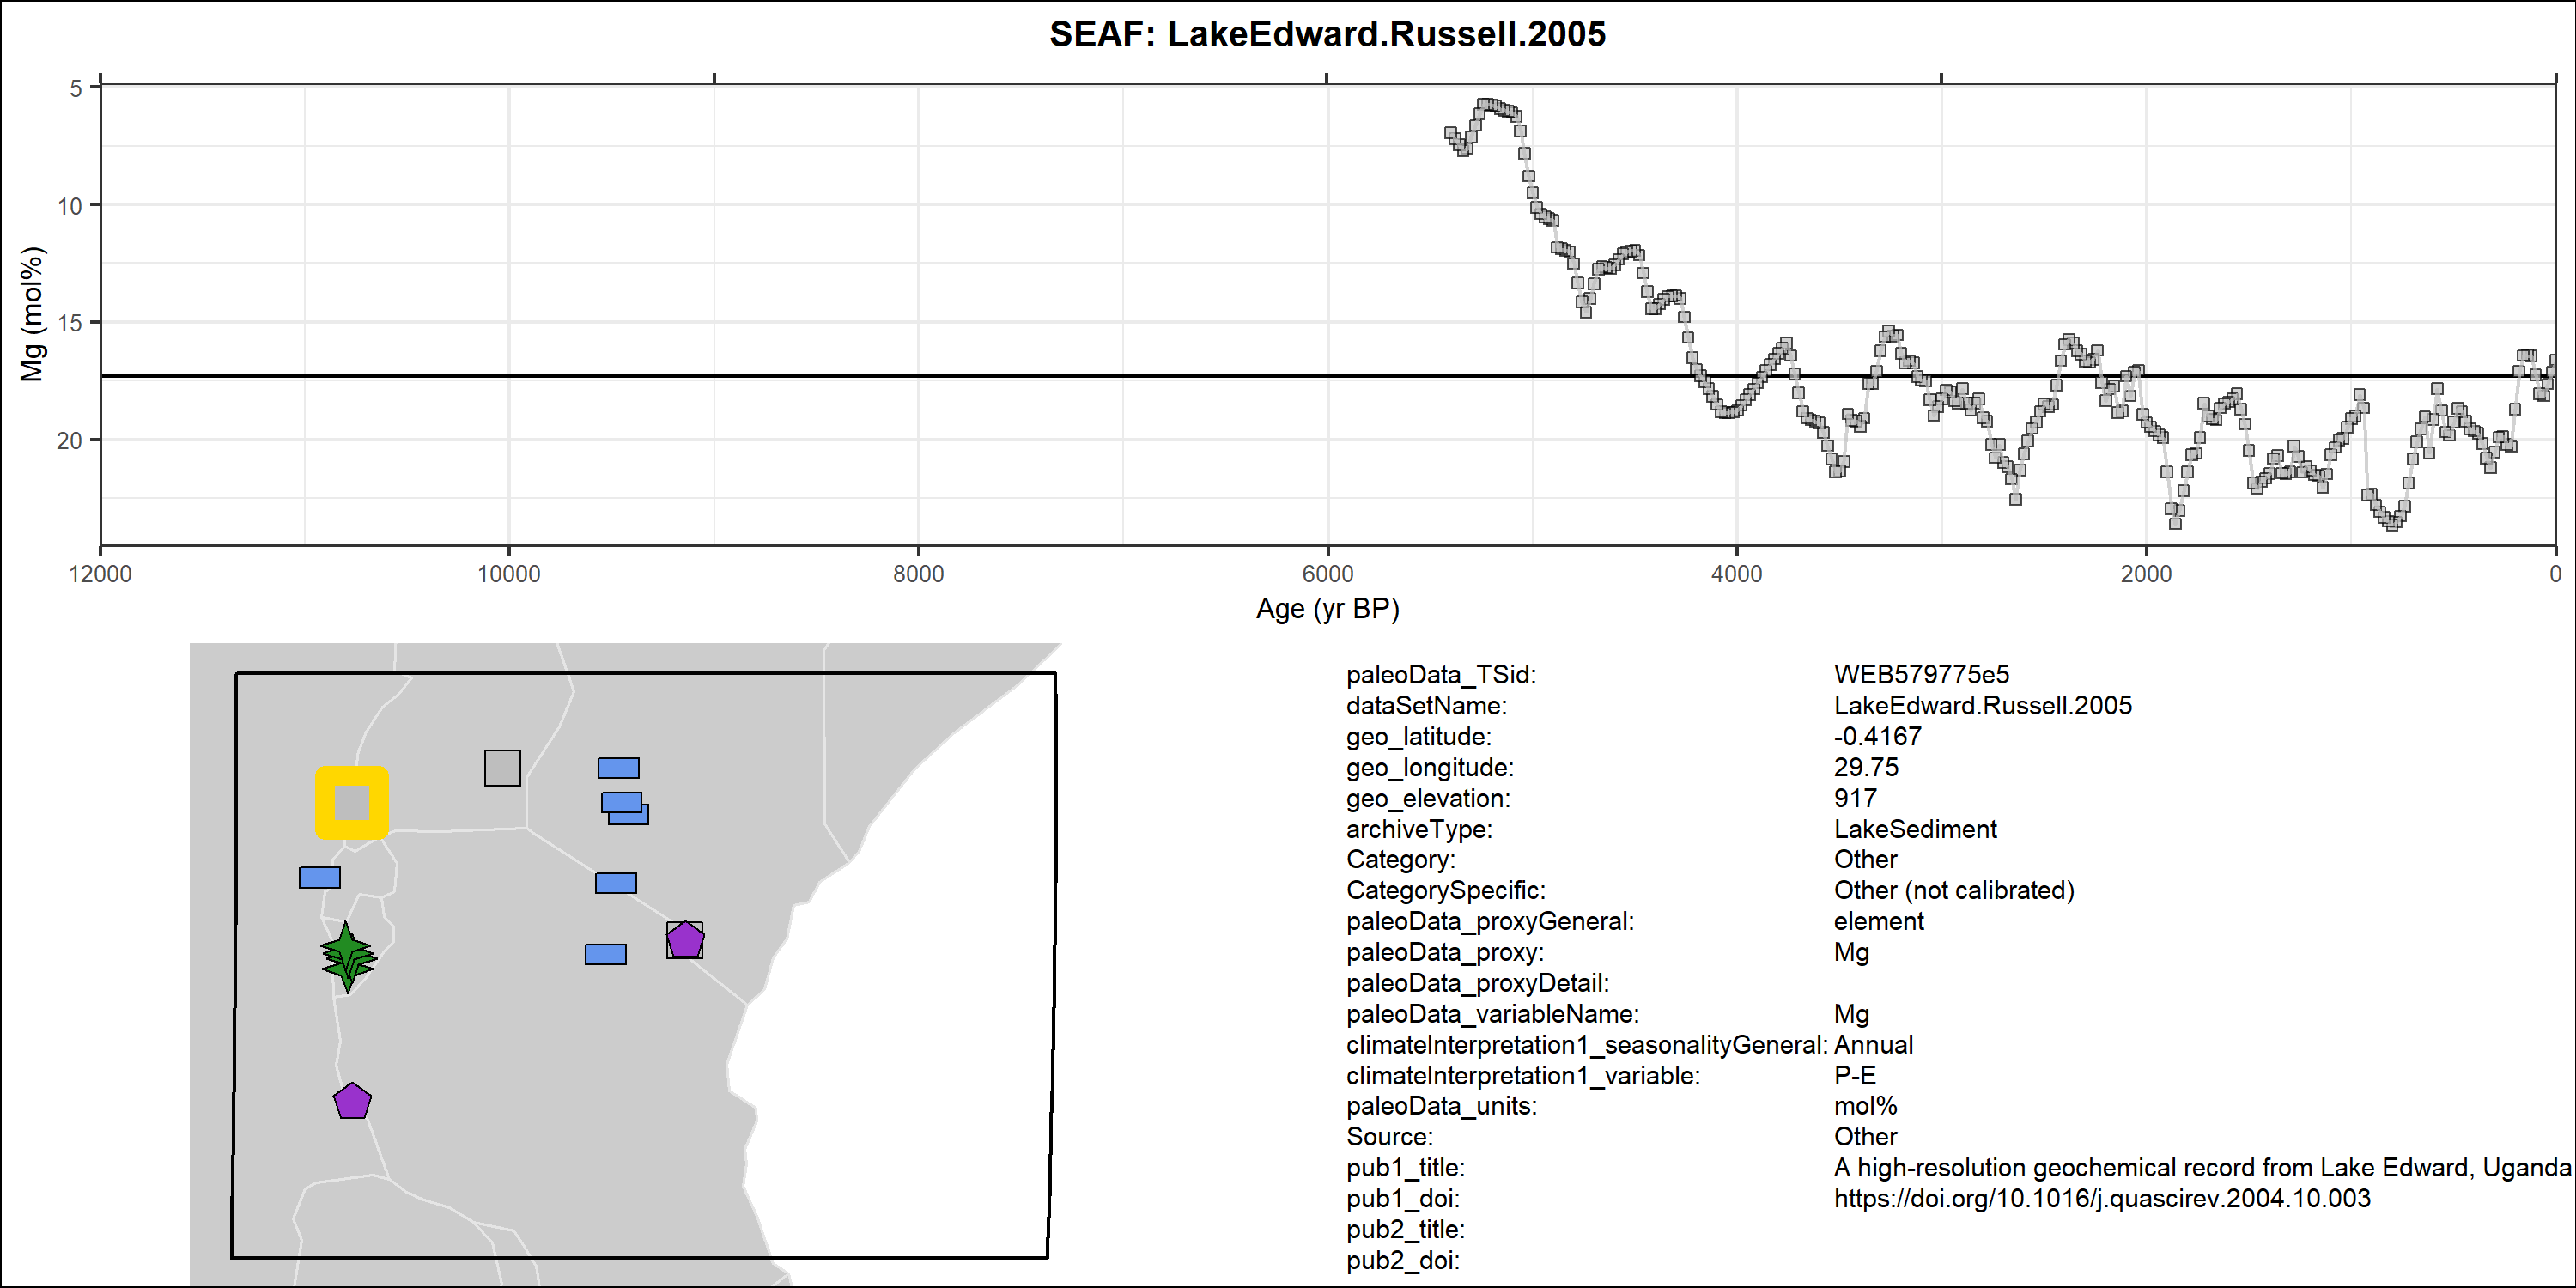 SEAF: LakeEdward.Russell.2005
5
10
15
20
Mg (mol%)
12000 10000 8000 6000 4000 2000 0
Age (yr BP)
paleoData_TSid: WEB579775e5
dataSetName: LakeEdward.Russell.2005
geo_latitude: -0.4167
geo_longitude: 29.75
geo_elevation: 917
archiveType: LakeSediment
Category: Other
CategorySpecific: Other (not calibrated)
paleoData_proxyGeneral: element
paleoData_proxy: Mg
paleoData_proxyDetail:
paleoData_variableName: Mg
climateInterpretation1_seasonalityGeneral: Annual
climateInterpretation1_variable: P-E
paleoData_units: mol%
Source: Other
pub1_title: A high-resolution geochemical record from Lake Edward, Uganda
pub1_doi: https://doi.org/10.1016/j.quascirev.2004.10.003
pub2_title:
pub2_doi: